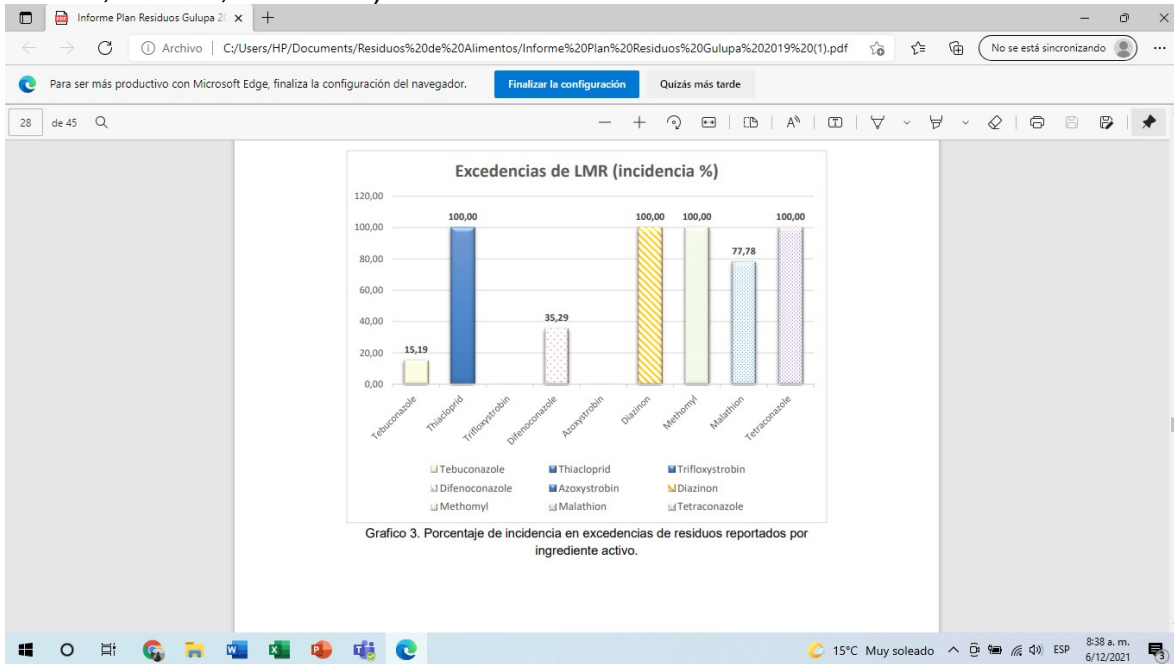 Informe Plan Residuos Gulupa 20
Archivo | C:/Users/HP/Documents/Residuos%20de%20Alimentos/Informe%20Plan%20Residuos%20Gulupa%202019%20(1).pdf
No se está sincronizando
Para ser más productivo con Microsoft Edge, finaliza la configuración del navegador.
Finalizar la configuración
Quizás más tarde
28 de 45
Excedencias de LMR (incidencia %)
120,00
100,00
80,00
60,00
40,00
20,00
0,00
15,19
100,00
35,29
100,00
100,00
77,78
100,00
Tebuconazole
Thiacloprid
Trifloxystrobin
Difenoconazole
Azoxystrobin
Diazinon
Methomyl
Malathion
Tetraconazole
Tebuconazole Thiacloprid Trifloxystrobin
Difenoconazole Azoxystrobin Diazinon
Methomyl Malathion Tetraconazole
Grafico 3. Porcentaje de incidencia en excedencias de residuos reportados por
ingrediente activo.
15°C Muy soleado
ESP
8:38 a. m.
6/12/2021